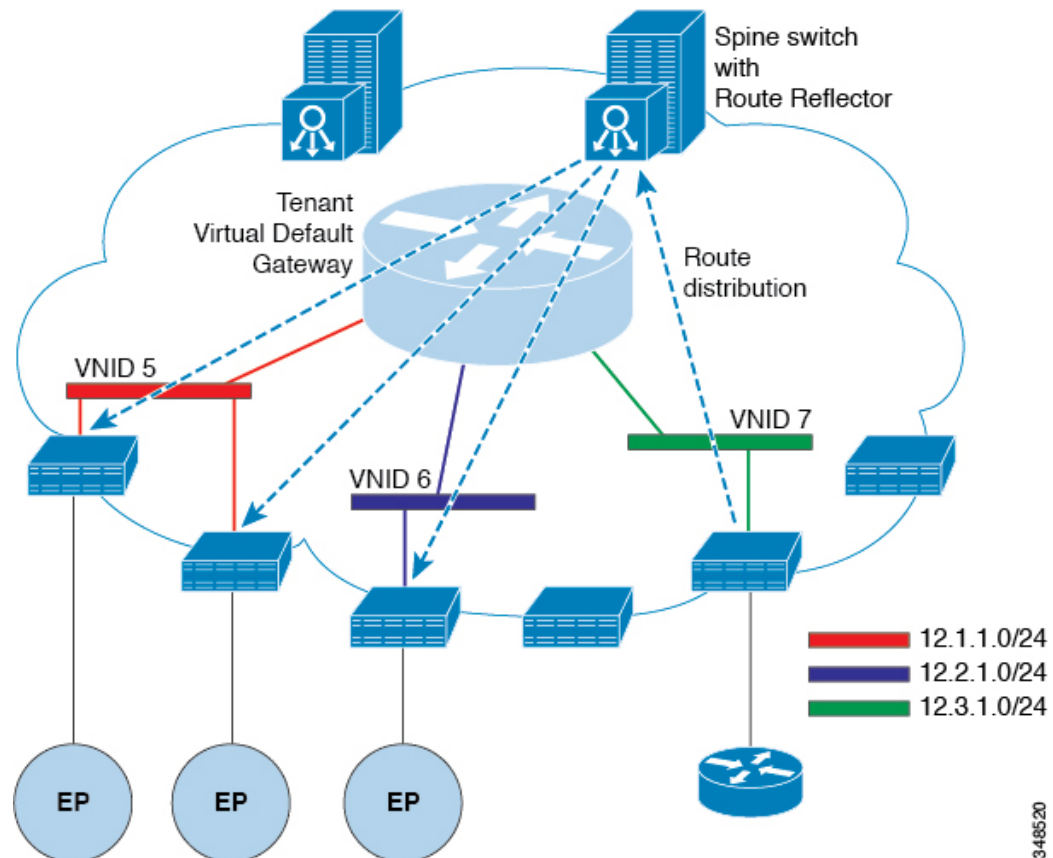 Spine switch
with
Route Reflector
Tenant
Virtual Default
Gateway
Route
distribution
VNID 5
VNID 7
VNID 6
12.1.1.0/24
12.2.1.0/24
12.3.1.0/24
EP
EP
EP
348520